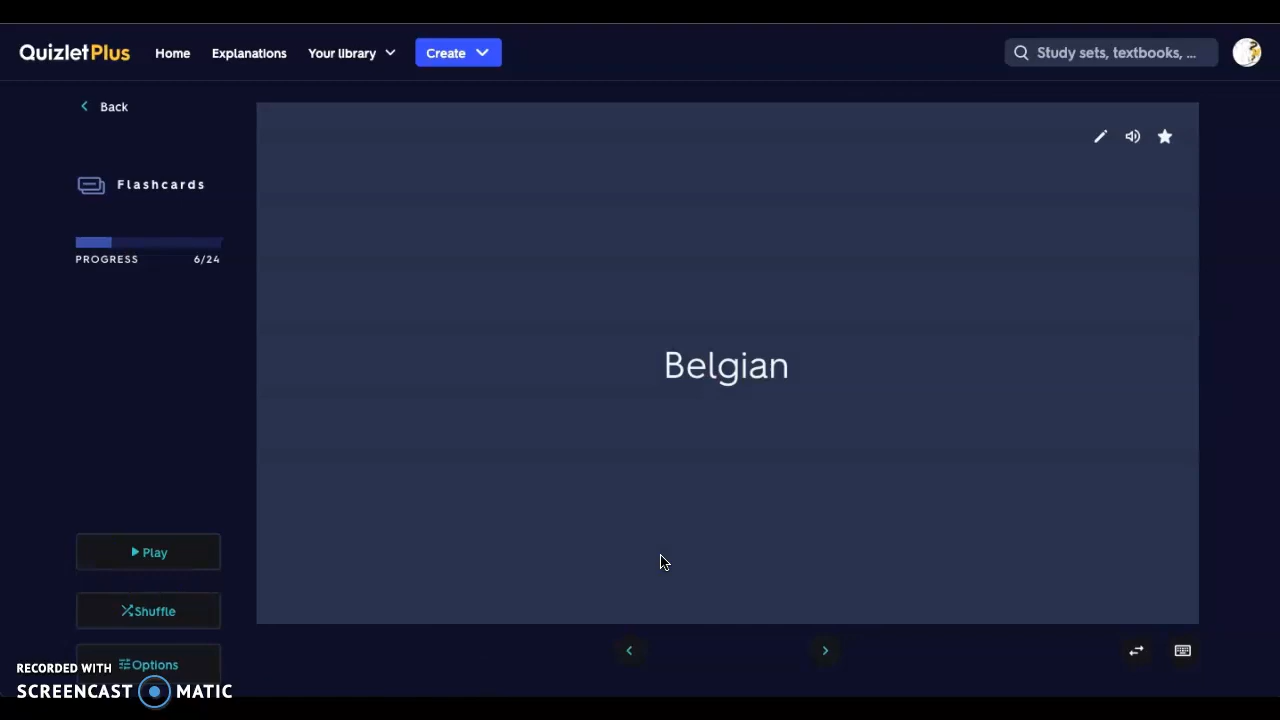 QuizletPlus Home Explanations Your library Create Study sets, textbooks, ...
Back
Flashcards
PROGRESS 6/24
Belgian
Play
Shuffle
Options
RECORDED WITH
SCREENCAST MATIC